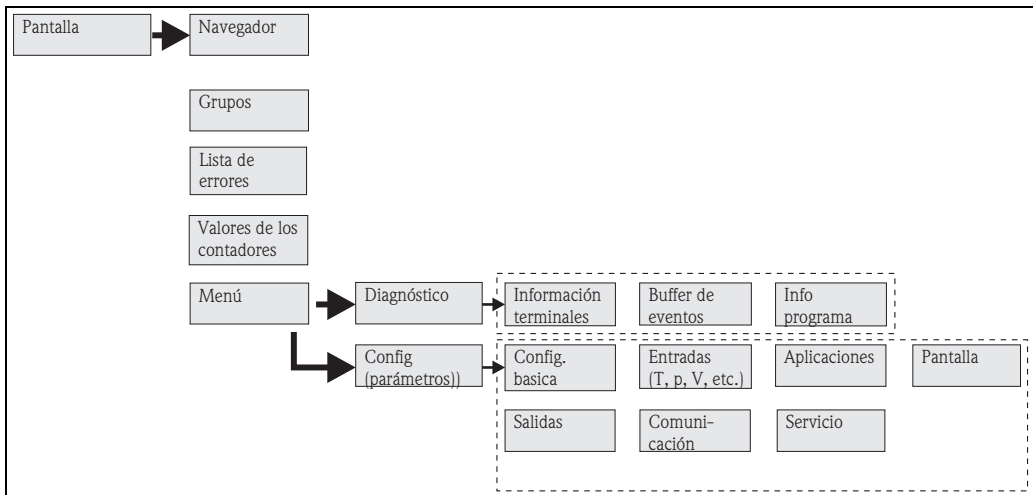 Pantalla
Navegador
Grupos
Lista de
errores
Valores de los
contadores
Menú
Diagnóstico
Información
terminales
Buffer de
eventos
Info
programa
Config
(parámetros))
Config.
basica
Entradas
(T, p, V, etc.)
Aplicaciones
Pantalla
Salidas
Comuni-
cación
Servicio